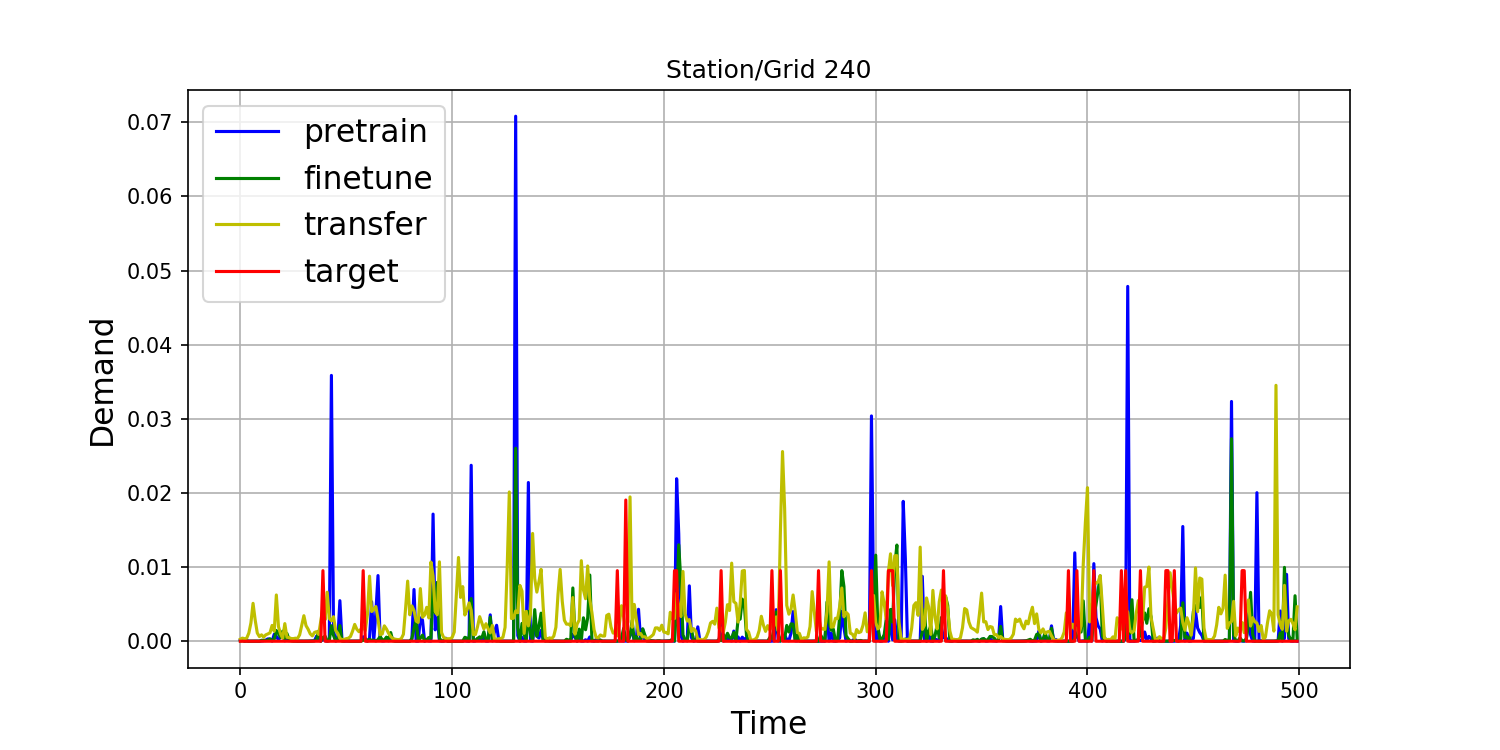 Station/Grid 240
pretrain
finetune
transfer
target
Demand
0.07
0.06
0.05
0.04
0.03
0.02
0.01
0.00
0 100 200 300 400 500
Time